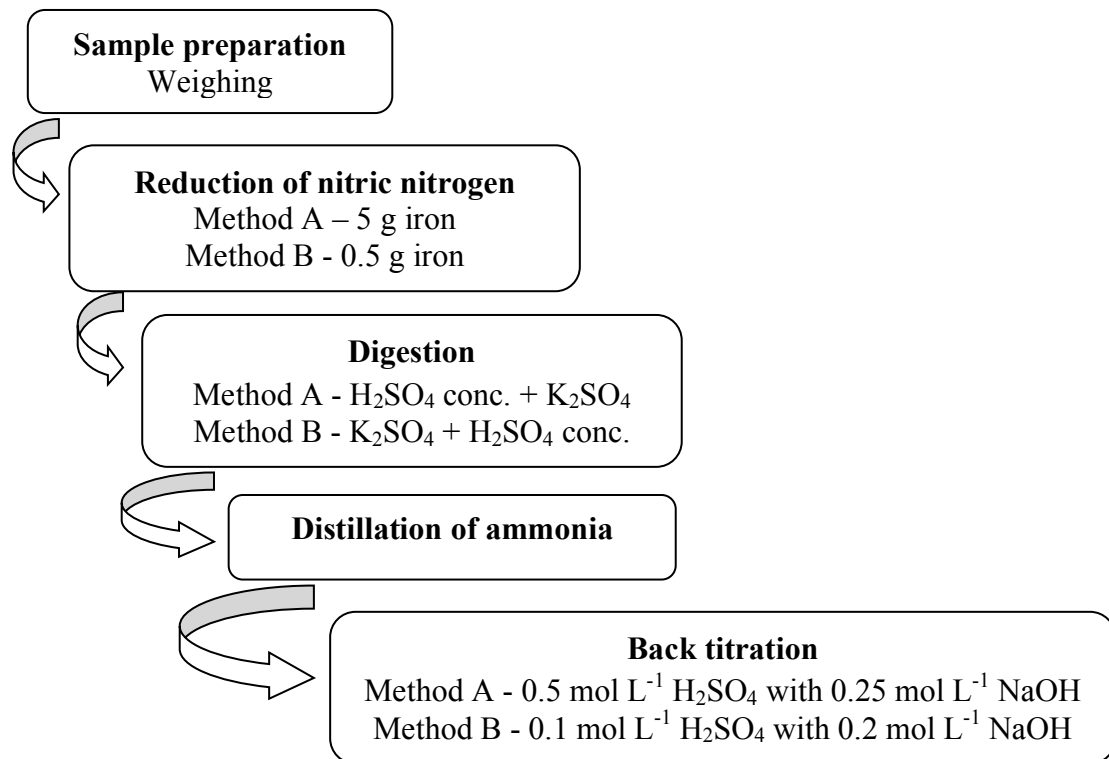 Sample preparation
Weighing
Reduction of nitric nitrogen
Method A – 5 g iron
Method B - 0.5 g iron
Digestion
Method A - H₂SO₄ conc. + K₂SO₄
Method B - K₂SO₄ + H₂SO₄ conc.
Distillation of ammonia
Back titration
Method A - 0.5 mol L⁻¹ H₂SO₄ with 0.25 mol L⁻¹ NaOH
Method B - 0.1 mol L⁻¹ H₂SO₄ with 0.2 mol L⁻¹ NaOH